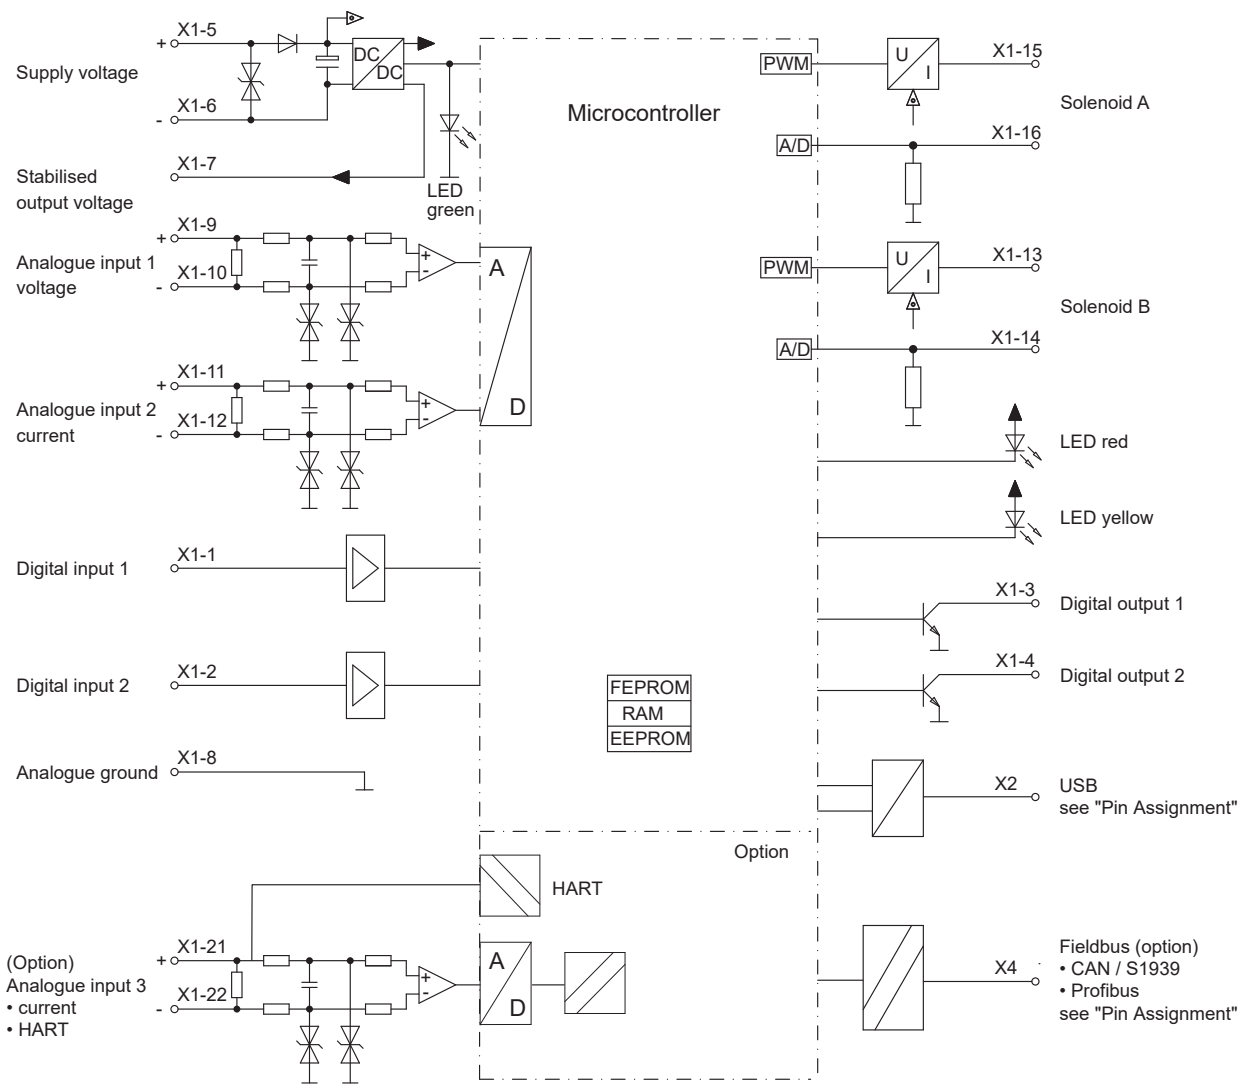 X1-5
+
DC
DC
Supply voltage
X1-6
-
X1-7
Stabilised
output voltage
LED
green
X1-9
+
Analogue input 1
voltage
X1-10
-
+
-
A
D
X1-11
+
Analogue input 2
current
X1-12
-
+
-
X1-1
Digital input 1
X1-2
Digital input 2
X1-8
Analogue ground
X1-21
+
(Option)
Analogue input 3
• current
• HART
X1-22
-
+
-
Microcontroller
FEPROM
RAM
EEPROM
Option
HART
A
D
PWM
U
I
X1-15
Solenoid A
A/D
X1-16
PWM
U
I
X1-13
Solenoid B
A/D
X1-14
LED red
LED yellow
X1-3
Digital output 1
X1-4
Digital output 2
X2
USB
see "Pin Assignment"
X4
Fieldbus (option)
• CAN / S1939
• Profibus
see "Pin Assignment"